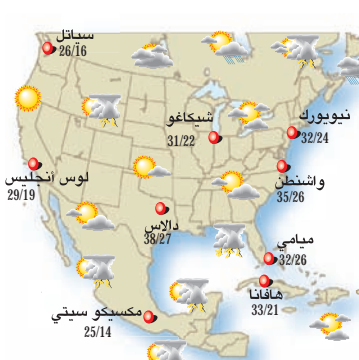 سياتل
26/16
نيويورك
32/24
شيكاغو
31/22
واشنطن
35/26
لوس أنجليس
29/19
دالاس
38/27
ميامي
32/26
هافانا
33/21
مكسيكو سيتي
25/14